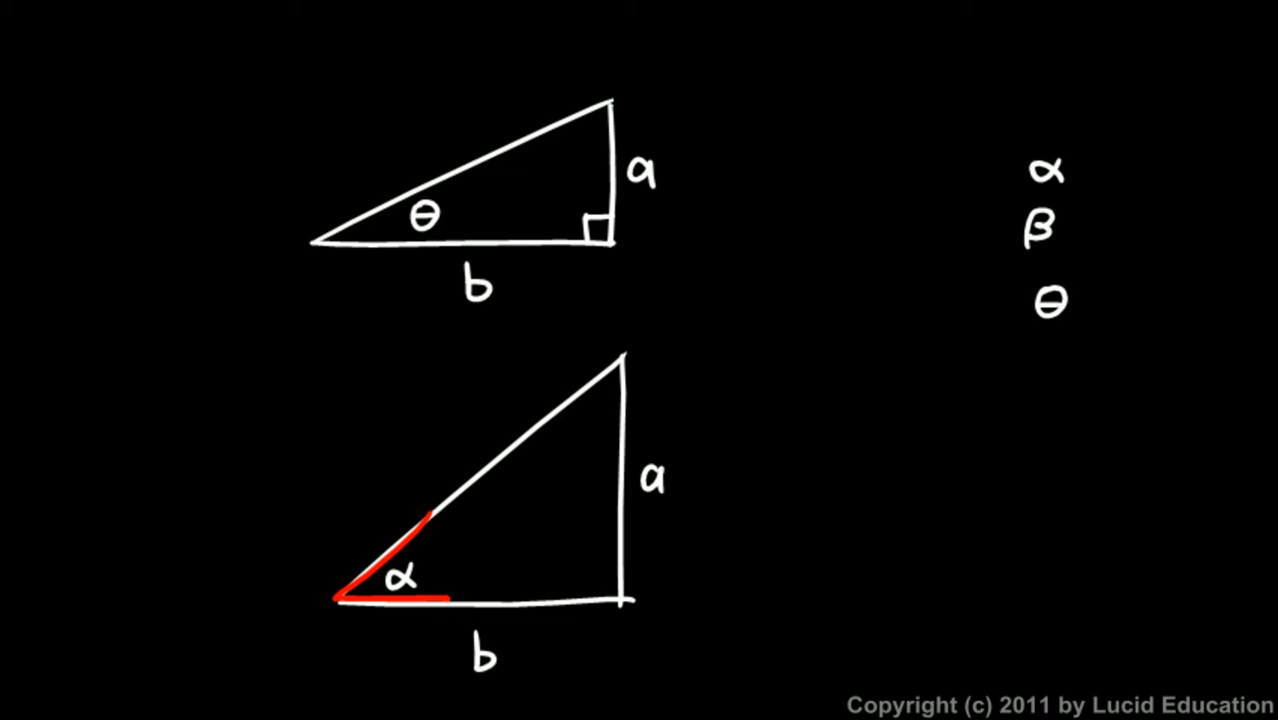 a
θ
b
α
β
θ
a
α
b
Copyright (c) 2011 by Lucid Education